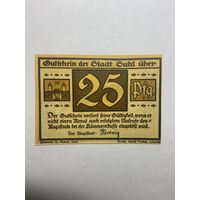 Gutschein der Stadt Suhl über
25
Pfg
Der Gutschein verliert seine Gültigkeit, wenn er
nicht einen Monat nach erfolgtem Aufrufe des
Magistrats bei der Kämmereikasse eingelöst wird.
Der Magistrat: